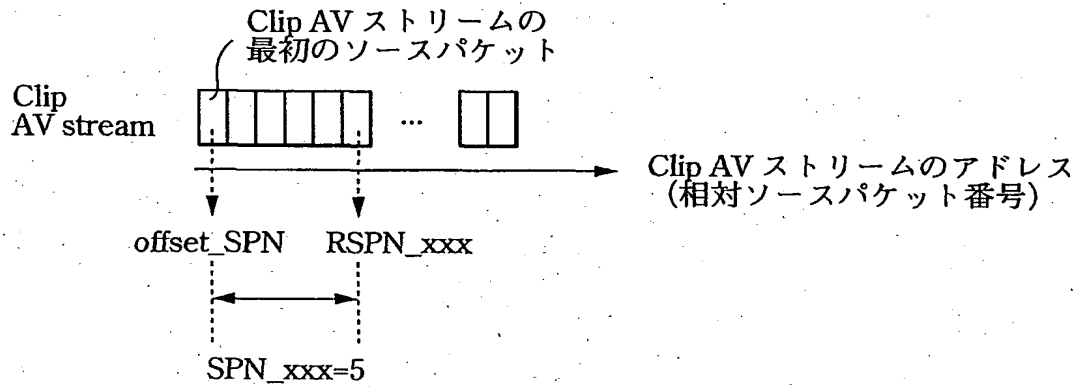 Clip AV ストリームの
最初のソースパケット
Clip
AV stream
...
Clip AV ストリームのアドレス
(相対ソースパケット番号)
offset_SPN RSPN_xxx
SPN_xxx=5